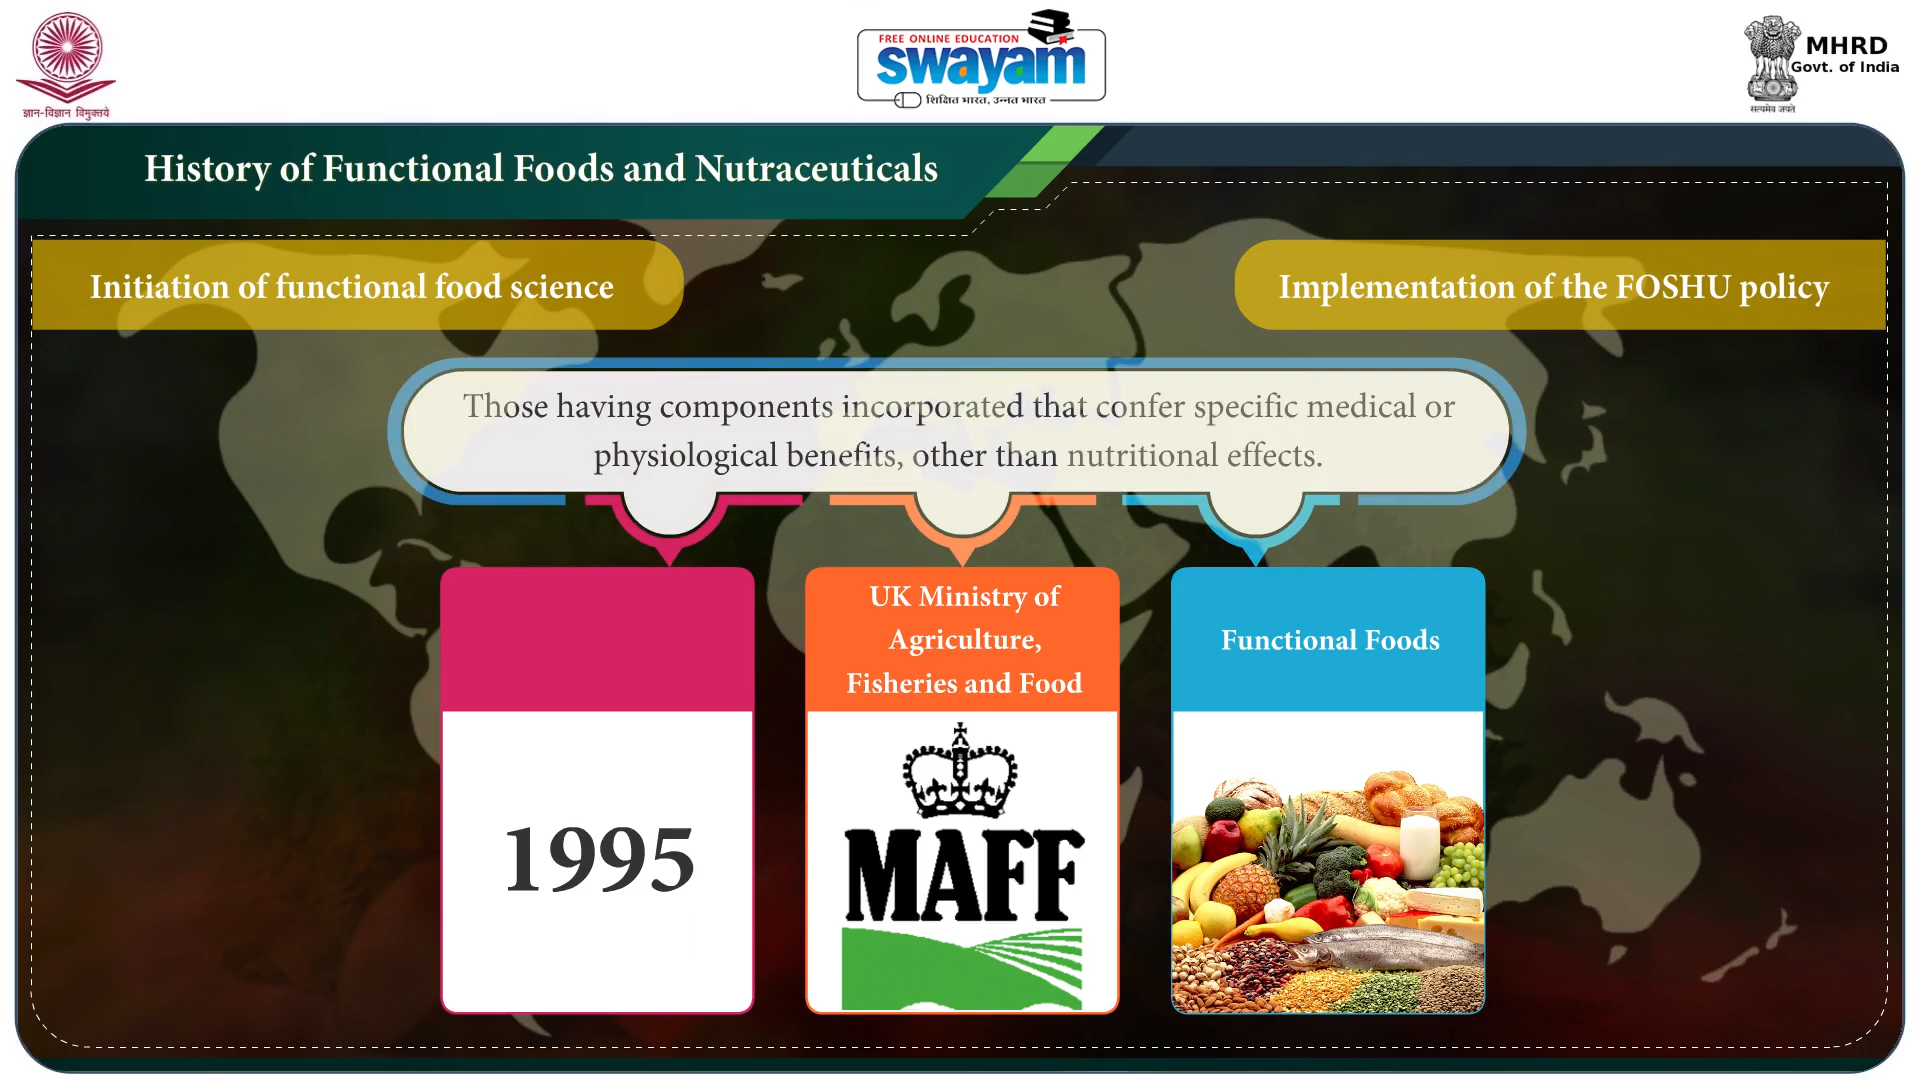 ज्ञान-विज्ञान विमुक्तये
FREE ONLINE EDUCATION
swayam
शिक्षित भारत, उन्नत भारत
MHRD
Govt. of India
सत्यमेव जयते
History of Functional Foods and Nutraceuticals
Initiation of functional food science
Implementation of the FOSHU policy
Those having components incorporated that confer specific medical or
physiological benefits, other than nutritional effects.
UK Ministry of
Agriculture,
Fisheries and Food
Functional Foods
1995
MAFF